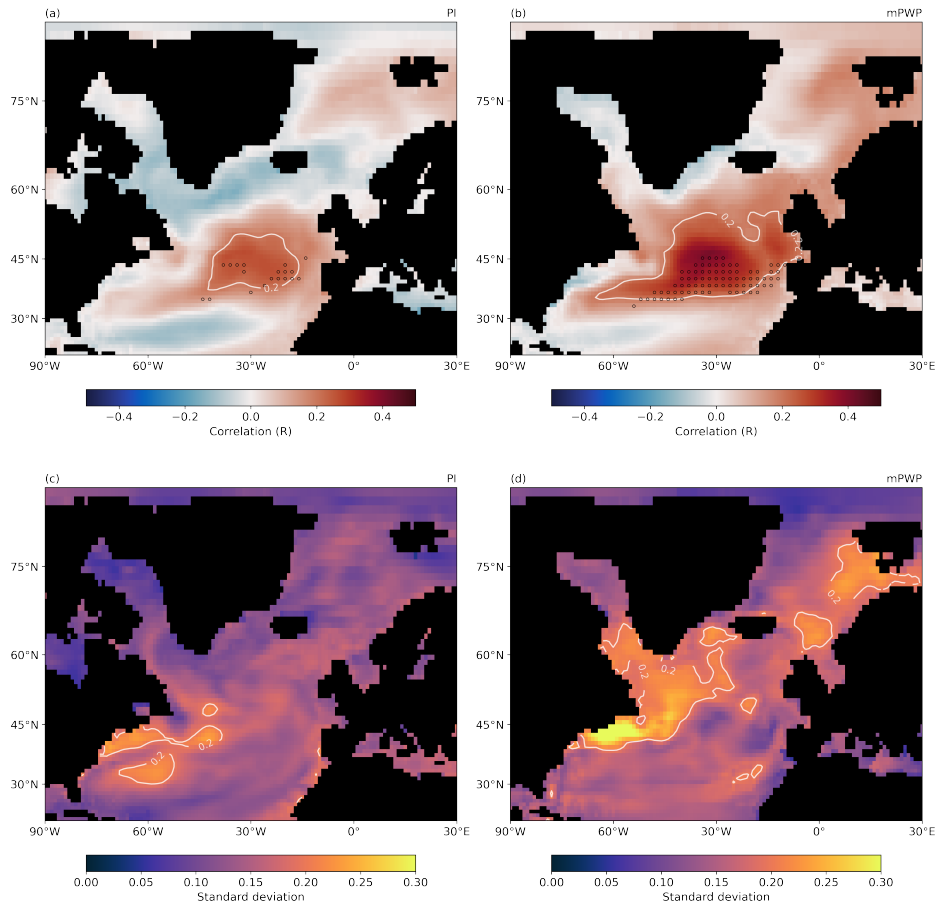 (a) PI
75°N
60°N
45°N
30°N
0.2
90°W 60°W 30°W 0° 30°E
−0.4 −0.2 0.0 0.2 0.4
Correlation (R)
(b) mPWP
75°N
60°N
45°N
30°N
0.2
0.2
90°W 60°W 30°W 0° 30°E
−0.4 −0.2 0.0 0.2 0.4
Correlation (R)
(c) PI
75°N
60°N
45°N
30°N
0.2
0.2
90°W 60°W 30°W 0° 30°E
0.00 0.05 0.10 0.15 0.20 0.25 0.30
Standard deviation
(d) mPWP
75°N
60°N
45°N
30°N
0.2
0.2
0.2
90°W 60°W 30°W 0° 30°E
0.00 0.05 0.10 0.15 0.20 0.25 0.30
Standard deviation